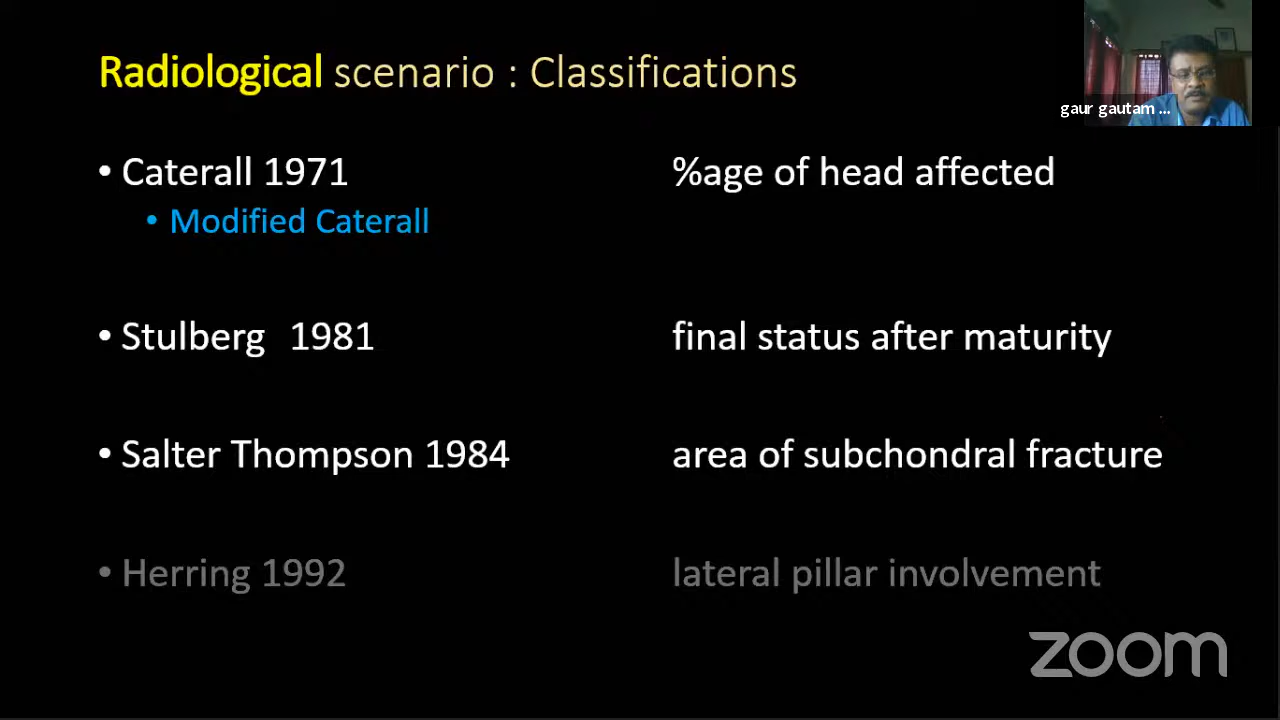 Radiological scenario : Classifications
gaur gautam ...
• Caterall 1971 %age of head affected
• Modified Caterall
• Stulberg 1981 final status after maturity
• Salter Thompson 1984 area of subchondral fracture
• Herring 1992 lateral pillar involvement
zoom